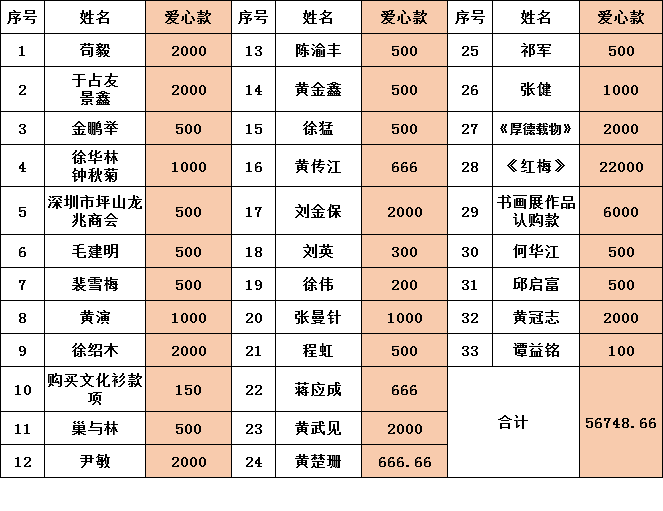 序号 姓名 爱心款 序号 姓名 爱心款 序号 姓名 爱心款
1 荀毅 2000 13 陈渝丰 500 25 祁军 500
2 于占友 景鑫 2000 14 黄金鑫 500 26 张健 1000
3 金鹏举 500 15 徐猛 500 27 《厚德载物》 2000
4 徐华林 钟秋菊 1000 16 黄传江 666 28 《红梅》 22000
5 深圳市坪山龙兆商会 500 17 刘金保 2000 29 书画展作品认购款 6000
6 毛建明 500 18 刘英 300 30 何华江 500
7 裴雪梅 500 19 徐伟 200 31 邱启富 500
8 黄演 1000 20 张曼针 1000 32 黄冠志 2000
9 徐绍木 2000 21 程虹 500 33 谭益铭 100
10 购买文化衫款项 150 22 蒋应成 666 合计 56748.66
11 巢与林 500 23 黄武见 2000
12 尹敏 2000 24 黄楚珊 666.66